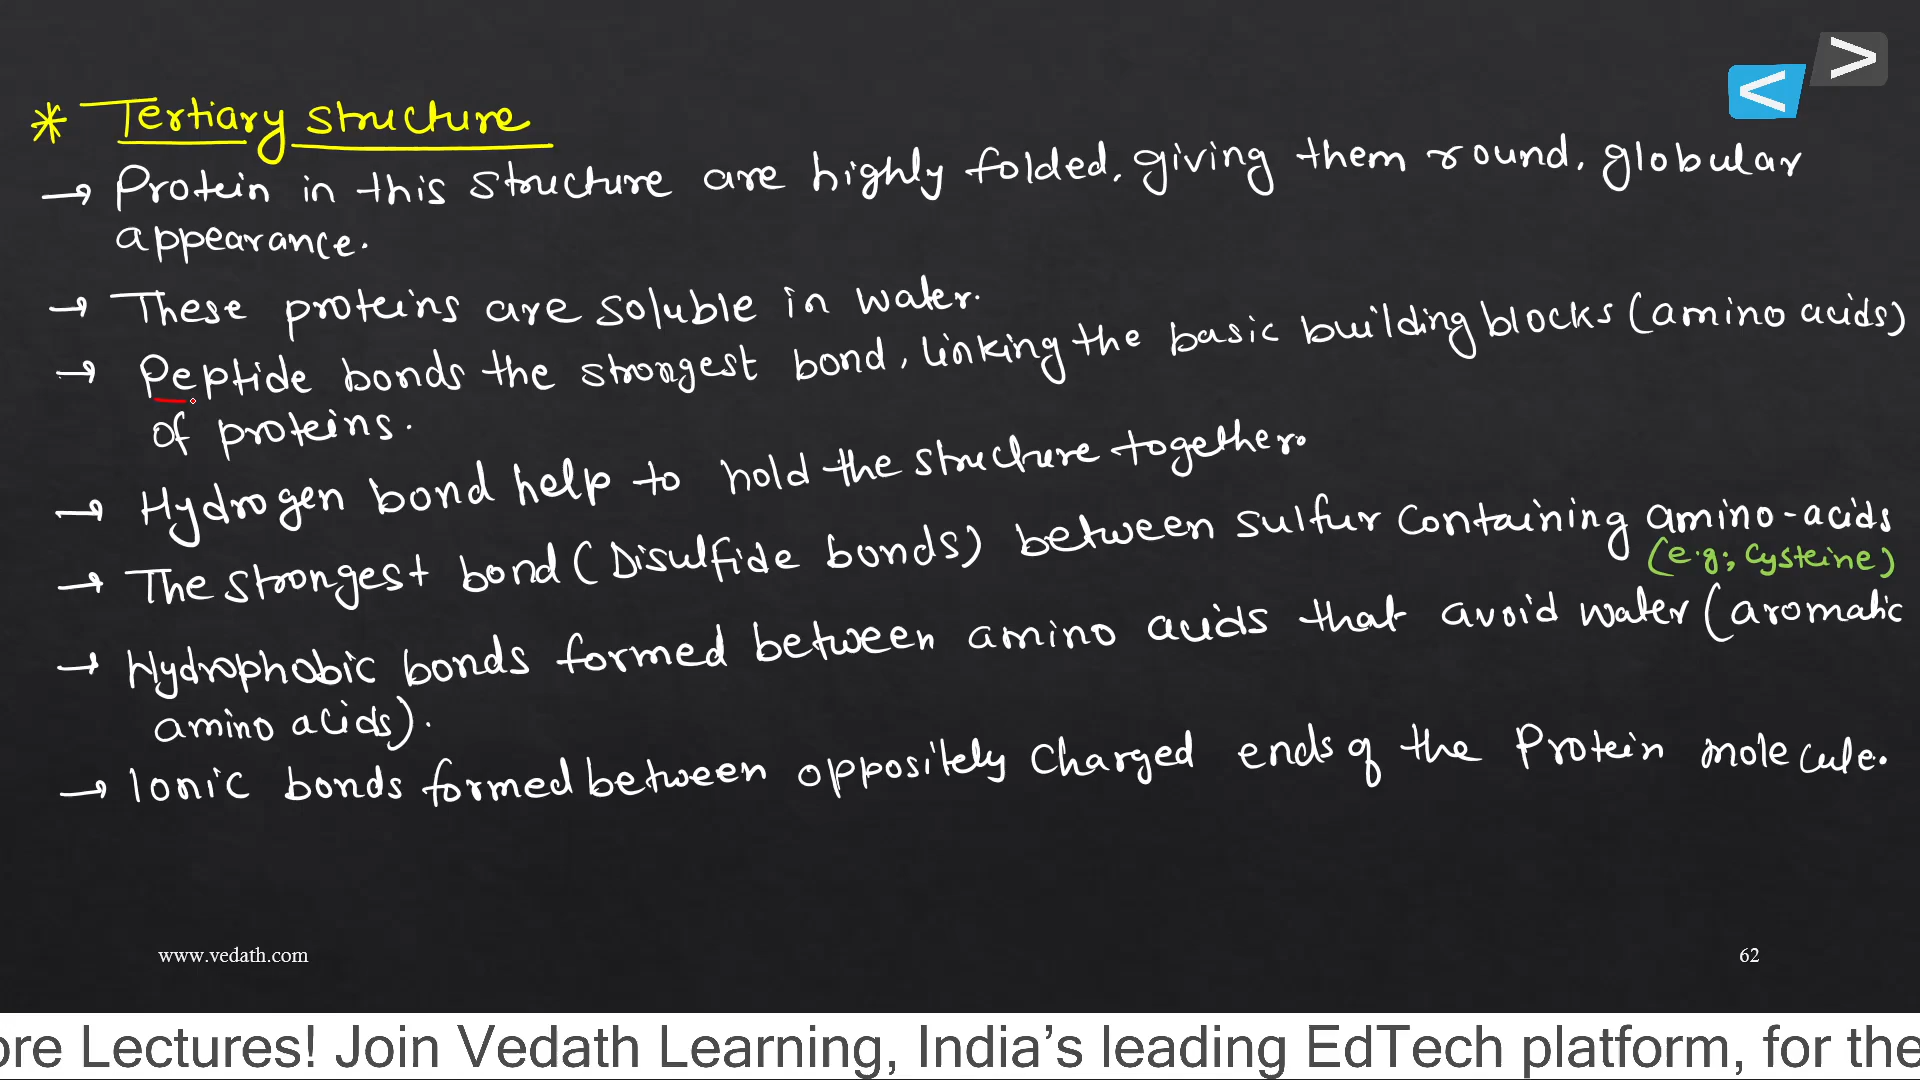 * Tertiary structure
→ Protein in this structure are highly folded, giving them round, globular
appearance.
→ These proteins are soluble in water.
→ Peptide bonds the strongest bond, linking the basic building blocks (amino acids)
of proteins.
→ Hydrogen bond help to hold the structure together.
→ The strongest bond (Disulfide bonds) between sulfur containing amino-acids
(e.g; cysteine)
→ Hydrophobic bonds formed between amino acids that avoid water (aromatic
amino acids).
→ Ionic bonds formed between oppositely charged ends of the Protein molecule.
www.vedath.com
62
ore Lectures! Join Vedath Learning, India’s leading EdTech platform, for the